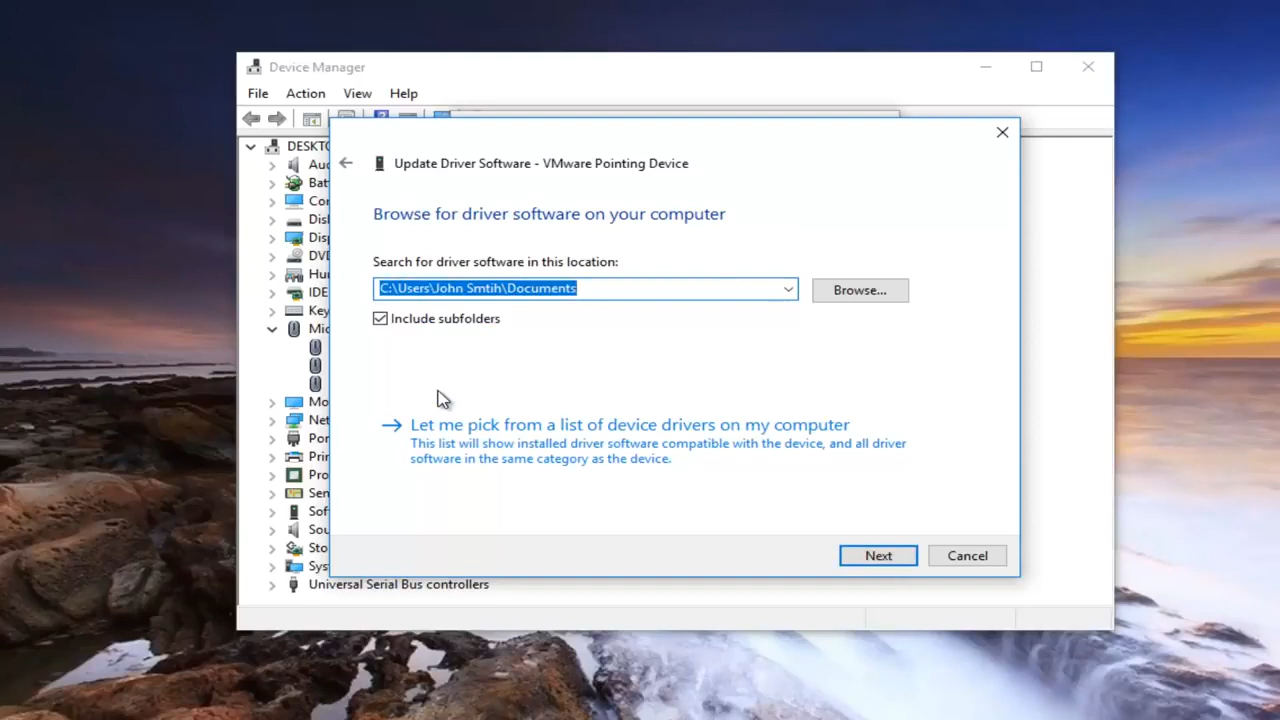 Device Manager
File Action View Help
Update Driver Software - VMware Pointing Device
Browse for driver software on your computer
Search for driver software in this location:
C:\Users\John Smtih\Documents
Browse...
Include subfolders
Let me pick from a list of device drivers on my computer
This list will show installed driver software compatible with the device, and all driver
software in the same category as the device.
Next Cancel
DESKTO
Aud
Bat
Cor
Disl
Disp
DVD
Hur
IDE
Key
Mic
Mo
Net
Por
Prir
Pro
Sen
Sof
Sou
Sto
Sys
Universal Serial Bus controllers